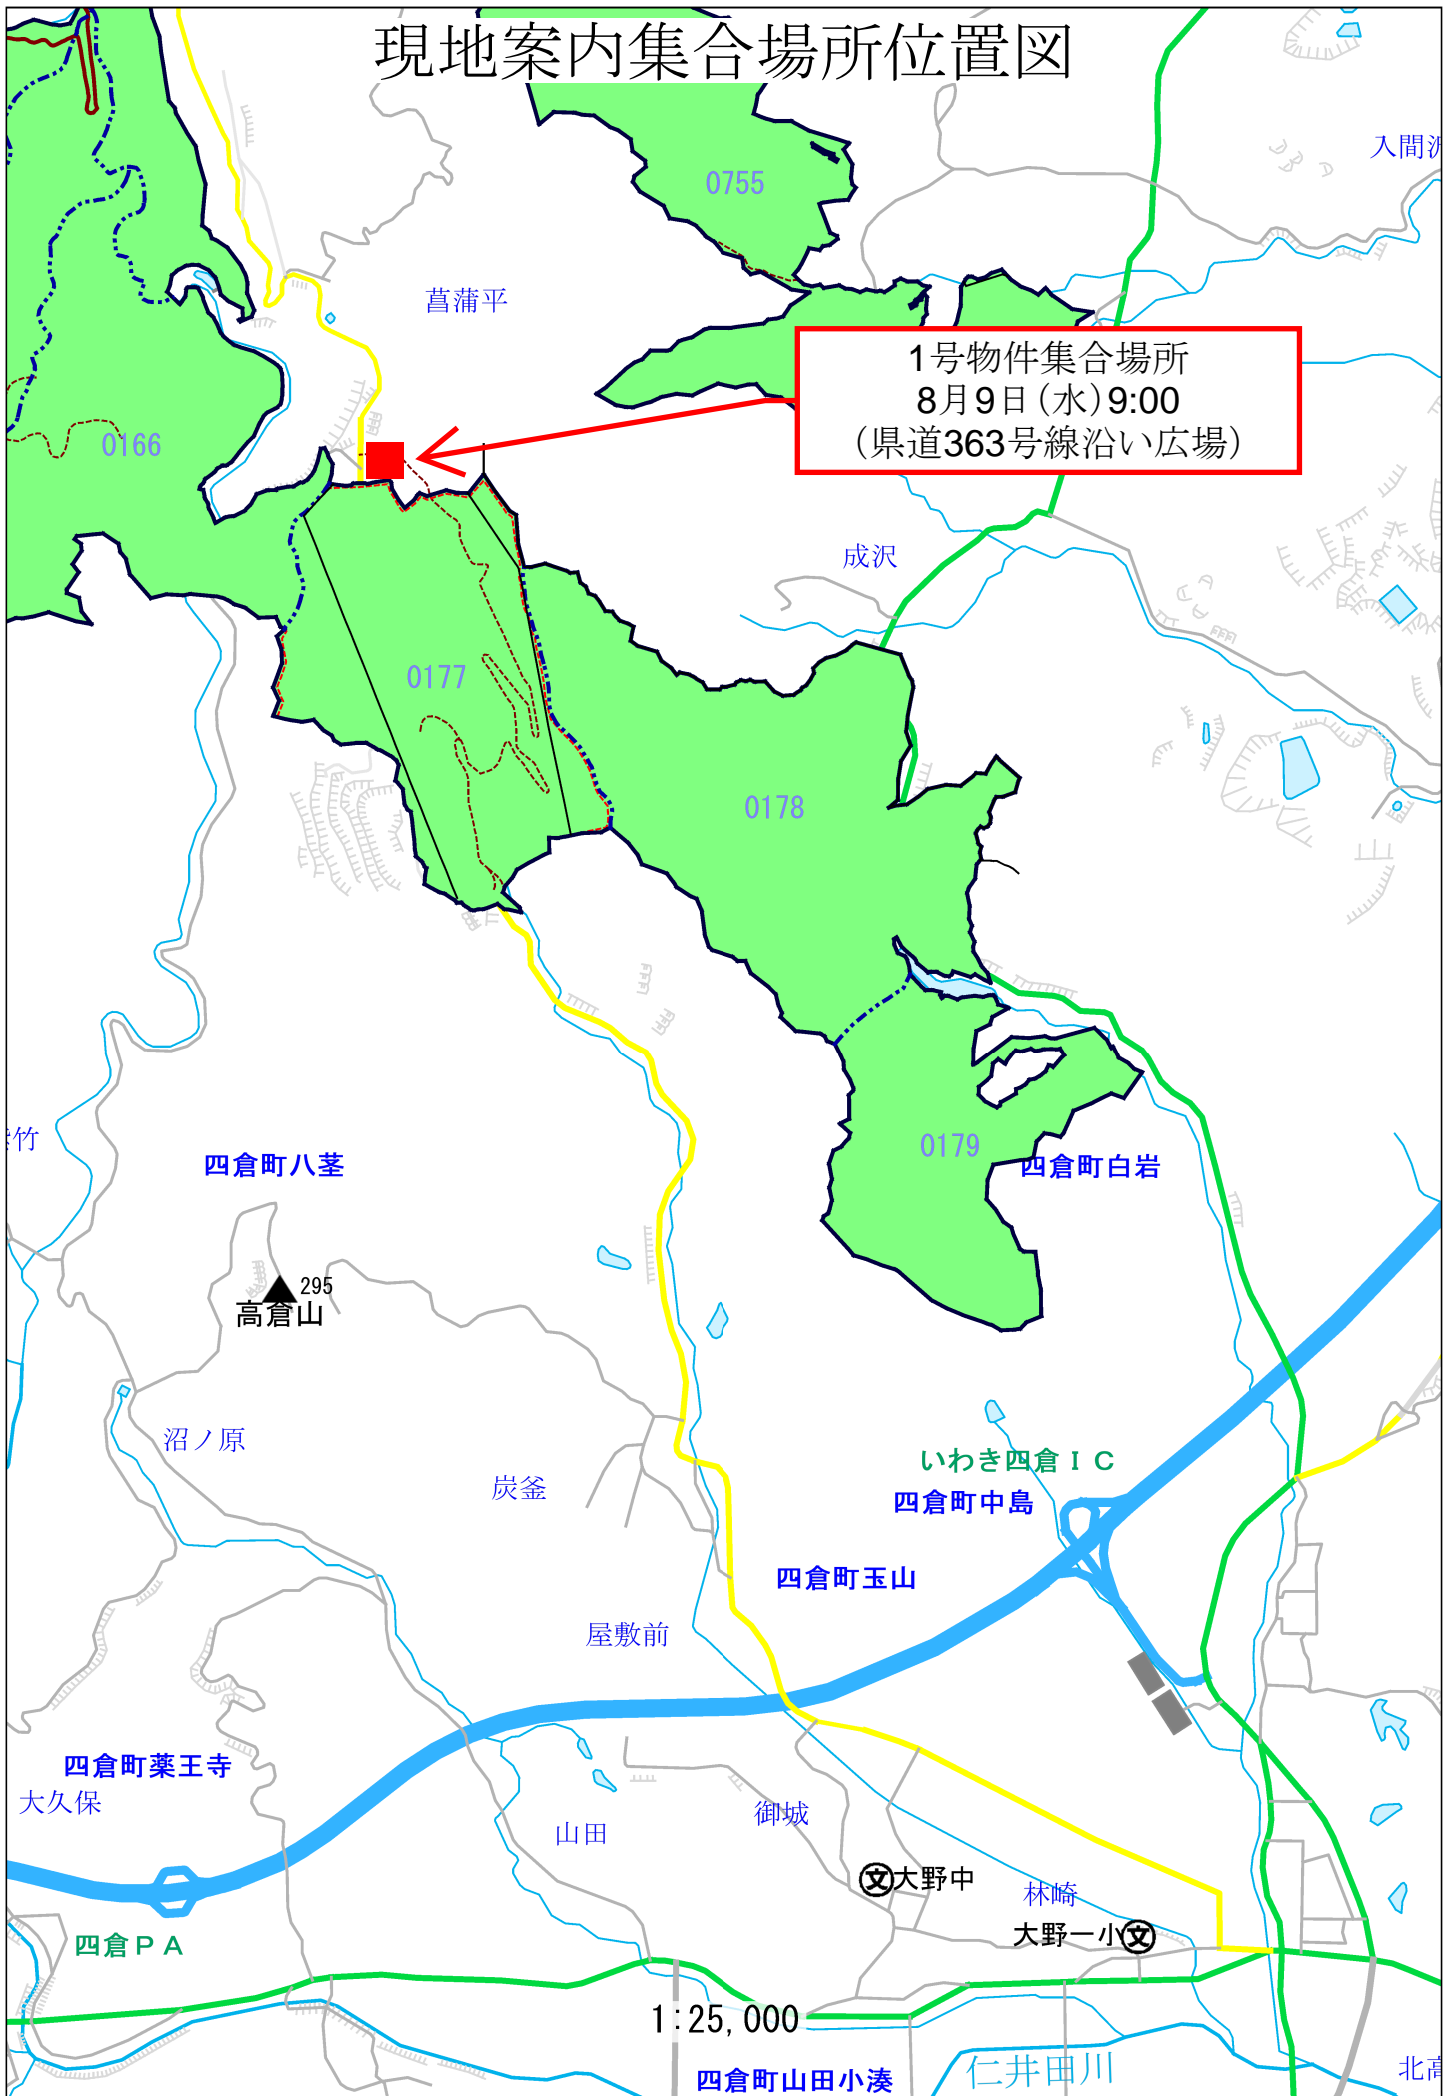 現地案内集合場所位置図
入間沢
0755
菖蒲平
1号物件集合場所
8月9日（水）9:00
（県道363号線沿い広場）
0166
成沢
0177
0178
0179
竹
四倉町八茎
四倉町白岩
295
高倉山
沼ノ原
いわき四倉ＩＣ
炭釜
四倉町中島
四倉町玉山
屋敷前
四倉町薬王寺
大久保
御城
山田
文大野中
林崎
大野一小文
四倉ＰＡ
1:25,000
仁井田川
四倉町山田小湊
北高